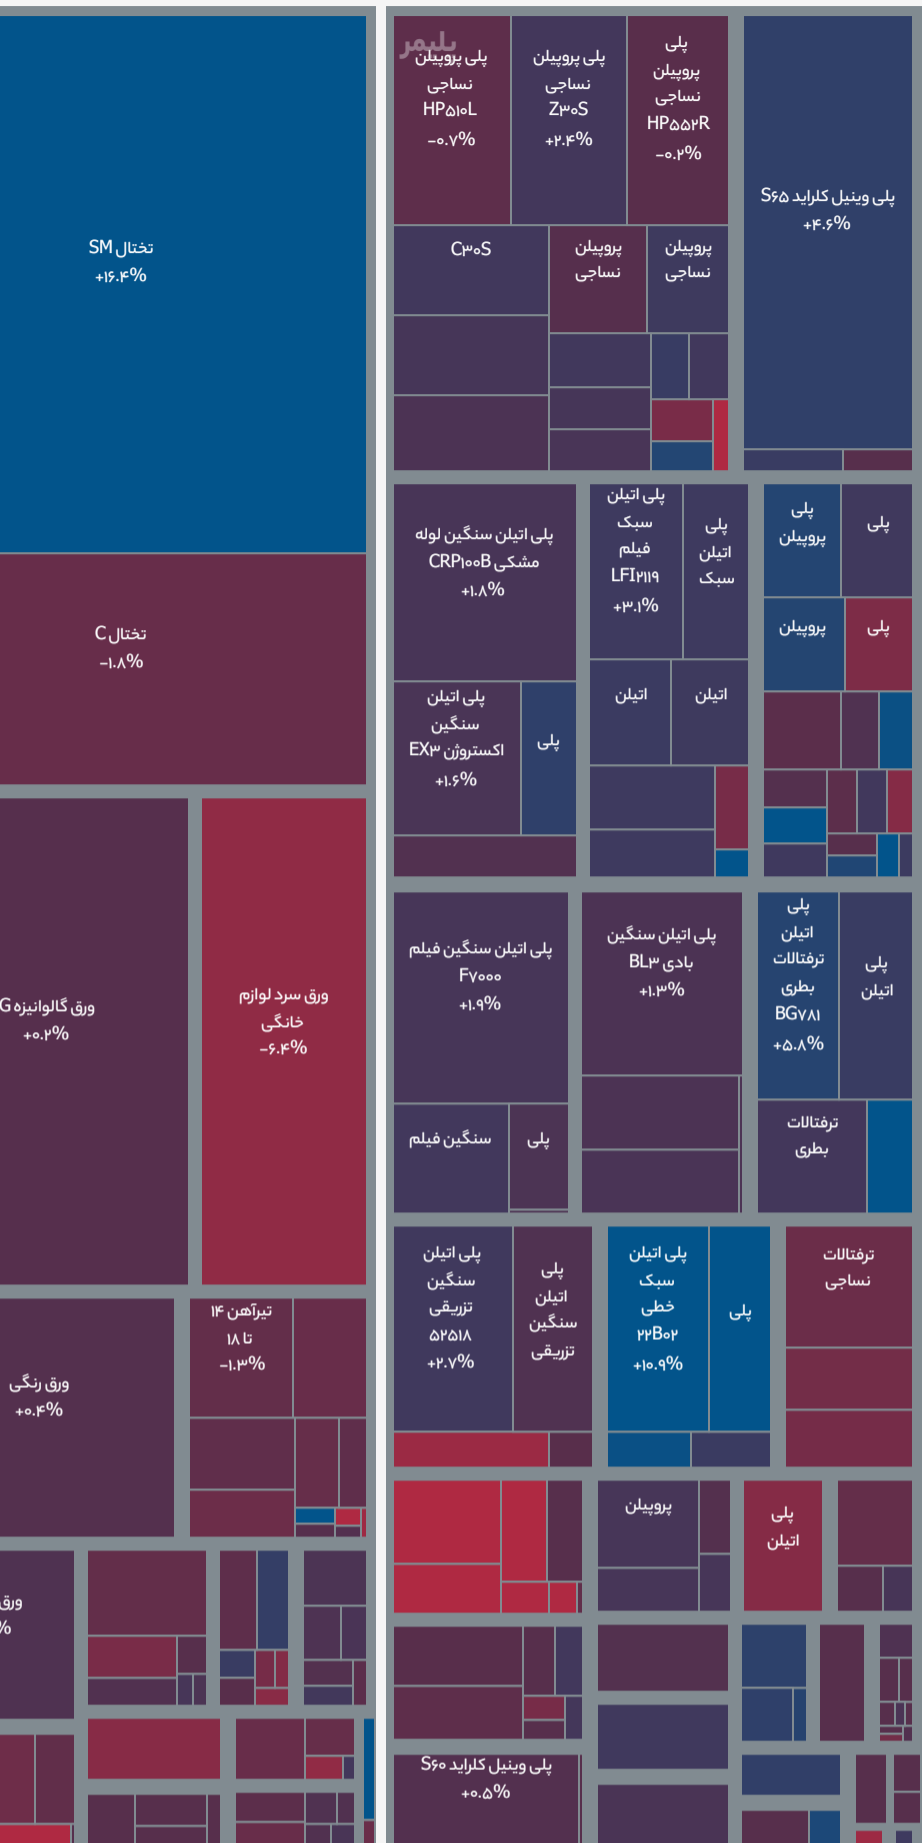 تختال SM
+۱۶.۴%
تختال C
-۱.۸%
ورق گالوانیزه G
+۰.۲%
ورق سرد لوازم
خانگی
-۶.۴%
ورق رنگی
+۰.۴%
تیرآهن ۱۴
تا ۱۸
-۱.۳%
ورق
%
پلیمر
پلی پروپیلن
نساجی
HP۵۱۰L
-۰.۷%
پلی پروپیلن
نساجی
Z۳۰S
+۲.۴%
پلی
پروپیلن
نساجی
HP۵۵۲R
-۰.۲%
پلی وینیل کلراید S۶۵
+۴.۶%
C۳۰S
پروپیلن
نساجی
پروپیلن
نساجی
پلی اتیلن سنگین لوله
مشکی CRP۱۰۰B
+۱.۸%
پلی اتیلن
سبک
فیلم
LFI۲۱۱۹
+۳.۱%
پلی
اتیلن
سبک
پلی
پروپیلن
پلی
پروپیلن
پلی
پلی اتیلن
سنگین
اکستروژن EX۳
+۱.۶%
پلی
اتیلن
اتیلن
پلی اتیلن سنگین فیلم
F۷۰۰۰
+۱.۹%
پلی اتیلن سنگین
بادی BL۳
+۱.۳%
پلی
اتیلن
ترفتالات
بطری
BG۷۸۱
+۵.۸%
پلی
اتیلن
سنگین فیلم
پلی
ترفتالات
بطری
پلی اتیلن
سنگین
تزریقی
۵۲۵۱۸
+۲.۷%
پلی
اتیلن
سنگین
تزریقی
پلی اتیلن
سبک
خطی
۲۲B۰۲
+۱۰.۹%
پلی
ترفتالات
نساجی
پروپیلن
پلی
اتیلن
پلی وینیل کلراید S۶۰
+۰.۵%